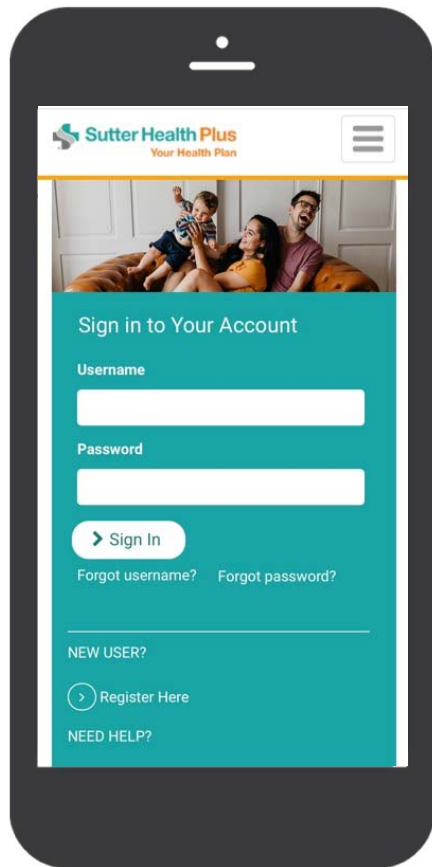 Sutter Health Plus
Your Health Plan
Sign in to Your Account
Username
Password
Sign In
Forgot username? Forgot password?
NEW USER?
Register Here
NEED HELP?